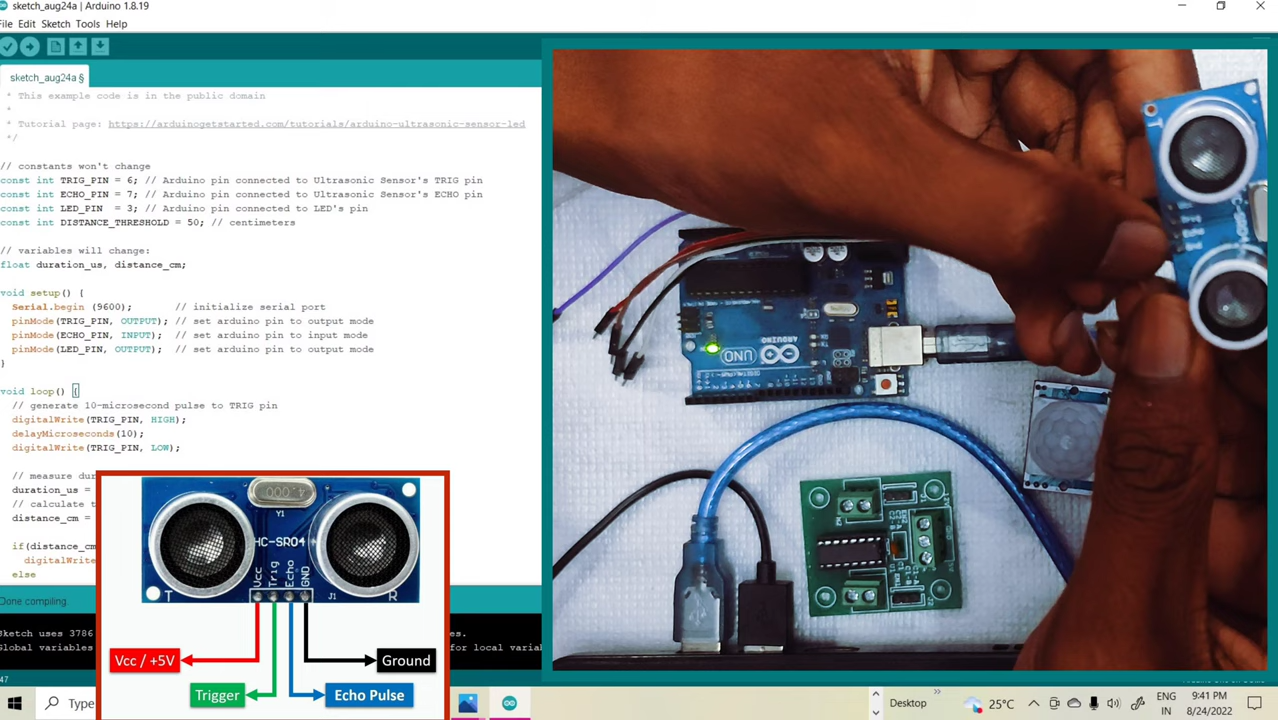 sketch_aug24a | Arduino 1.8.19
File Edit Sketch Tools Help
sketch_aug24a §
* This example code is in the public domain
*
* Tutorial page: https://arduinogetstarted.com/tutorials/arduino-ultrasonic-sensor-led
*/
// constants won't change
const int TRIG_PIN = 6; // Arduino pin connected to Ultrasonic Sensor's TRIG pin
const int ECHO_PIN = 7; // Arduino pin connected to Ultrasonic Sensor's ECHO pin
const int LED_PIN = 3; // Arduino pin connected to LED's pin
const int DISTANCE_THRESHOLD = 50; // centimeters
// variables will change:
float duration_us, distance_cm;
void setup() {
Serial.begin (9600); // initialize serial port
pinMode(TRIG_PIN, OUTPUT); // set arduino pin to output mode
pinMode(ECHO_PIN, INPUT); // set arduino pin to input mode
pinMode(LED_PIN, OUTPUT); // set arduino pin to output mode
}
void loop() {
// generate 10-microsecond pulse to TRIG pin
digitalWrite(TRIG_PIN, HIGH);
delayMicroseconds(10);
digitalWrite(TRIG_PIN, LOW);
// measure dur
duration_us =
// calculate t
distance_cm =
if(distance_cm
digitalWrite
else
Done compiling.
Sketch uses 3786
es.
Global variables
for local varia
47
Y1
HC-SR04
Vcc Trig Echo GND
T J1 R
Vcc / +5V
Ground
Trigger
Echo Pulse
UNO
ARDUINO
Type
Desktop
25°C
ENG
IN
9:41 PM
8/24/2022